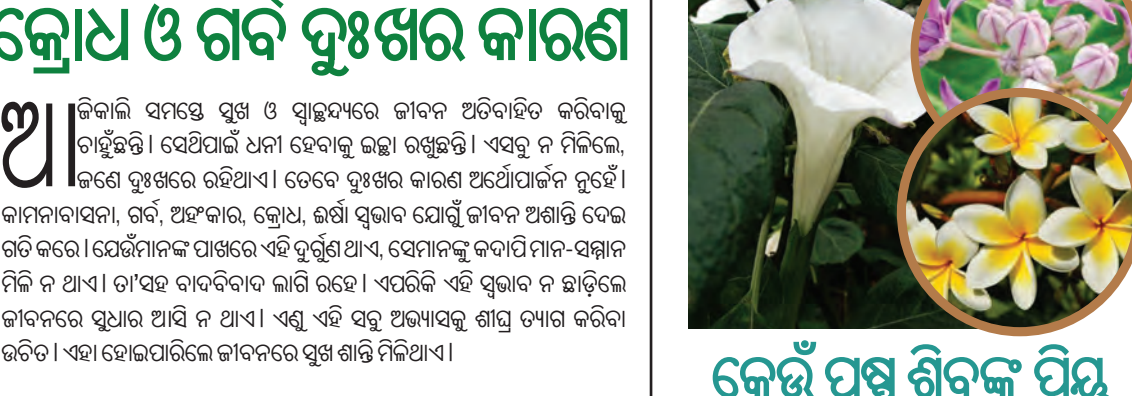 କ୍ରୋଧ ଓ ଗର୍ବ ଦୁଃଖର କାରଣ
ଆଜିକାଲି ସମସ୍ତେ ସୁଖ ଓ ସ୍ୱାଚ୍ଛନ୍ଦ୍ୟରେ ଜୀବନ ଅତିବାହିତ କରିବାକୁ
ଚାହୁଁଛନ୍ତି। ସେଥିପାଇଁ ଧନୀ ହେବାକୁ ଇଚ୍ଛା ରଖୁଛନ୍ତି। ଏସବୁ ନ ମିଳିଲେ,
ଜଣେ ଦୁଃଖରେ ରହିଥାଏ। ତେବେ ଦୁଃଖର କାରଣ ଅର୍ଥୋପାର୍ଜନ ନୁହେଁ।
କାମନାବାସନା, ଗର୍ବ, ଅହଂକାର, କ୍ରୋଧ, ଈର୍ଷା ସ୍ୱଭାବ ଯୋଗୁଁ ଜୀବନ ଅଶାନ୍ତି ଦେଇ
ଗତି କରେ। ଯେଉଁମାନଙ୍କ ପାଖରେ ଏହି ଦୁର୍ଗୁଣ ଥାଏ, ସେମାନଙ୍କୁ କଦାପି ମାନ-ସମ୍ମାନ
ମିଳି ନ ଥାଏ। ତା'ସହ ବାଦବିବାଦ ଲାଗି ରହେ। ଏପରିକି ଏହି ସ୍ୱଭାବ ନ ଛାଡ଼ିଲେ
ଜୀବନରେ ସୁଧାର ଆସି ନ ଥାଏ। ଏଣୁ ଏହି ସବୁ ଅଭ୍ୟାସକୁ ଶୀଘ୍ର ତ୍ୟାଗ କରିବା
ଉଚିତ। ଏହା ହୋଇପାରିଲେ ଜୀବନରେ ସୁଖ ଶାନ୍ତି ମିଳିଥାଏ।
କେଉଁ ପୁଷ୍ପ ଶିବଙ୍କ ପ୍ରିୟ